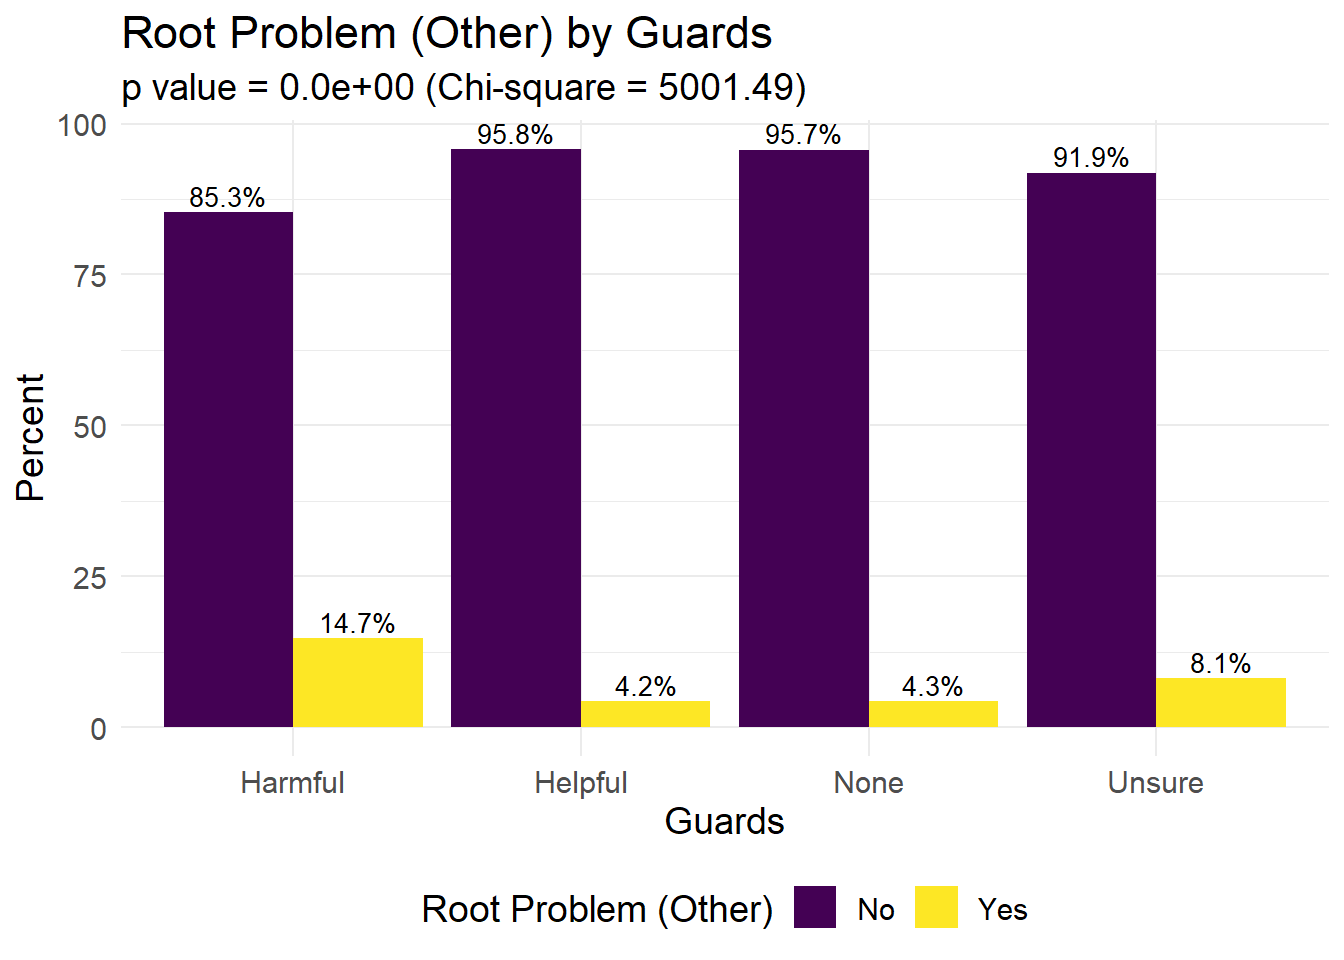 Root Problem (Other) by Guards
p value = 0.0e+00 (Chi-square = 5001.49)
100
75
50
25
0
Percent
85.3%
14.7%
95.8%
4.2%
95.7%
4.3%
91.9%
8.1%
Harmful
Helpful
None
Unsure
Guards
Root Problem (Other) No Yes